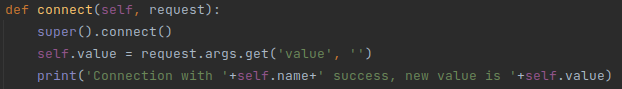 def connect(self, request):
    super().connect()
    self.value = request.args.get('value', '')
    print('Connection with '+self.name+' success, new value is '+self.value)